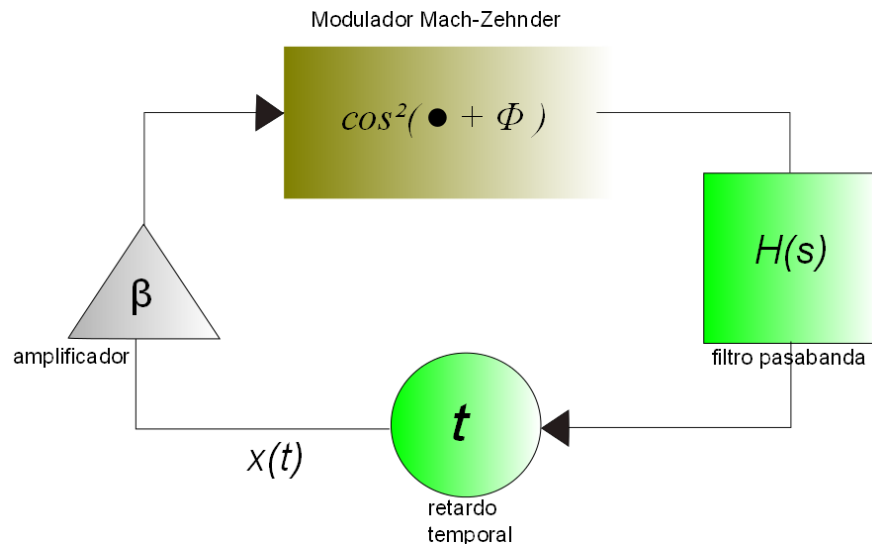 Modulador Mach-Zehnder
cos²( ● + Φ )
H(s)
filtro pasabanda
β
amplificador
t
x(t)
retardo
temporal